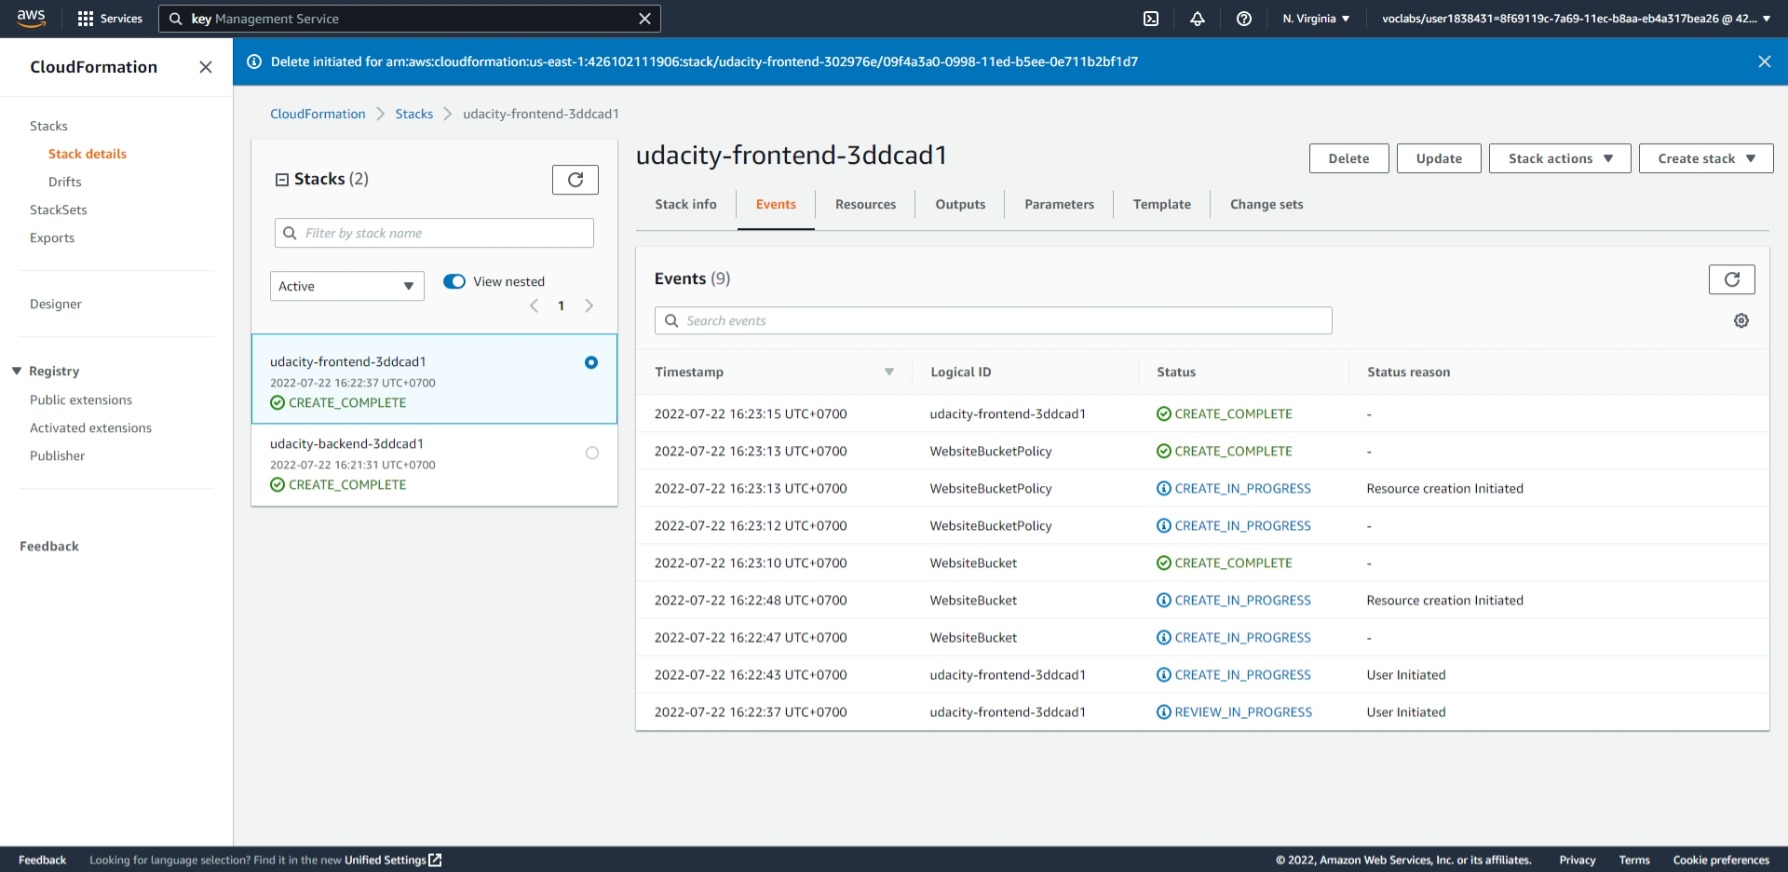 aws
Services
key Management Service
N. Virginia
voclabs/user1838431=8f69119c-7a69-11ec-b8aa-eb4a317bea26 @ 42...
CloudFormation
Delete initiated for arn:aws:cloudformation:us-east-1:426102111906:stack/udacity-frontend-302976e/09f4a3a0-0998-11ed-b5ee-0e711b2bf1d7
Stacks
Stack details
Drifts
StackSets
Exports
Designer
Registry
Public extensions
Activated extensions
Publisher
Feedback
CloudFormation Stacks udacity-frontend-3ddcad1
Stacks (2)
Filter by stack name
Active
View nested
1
udacity-frontend-3ddcad1
2022-07-22 16:22:37 UTC+0700
CREATE_COMPLETE
udacity-backend-3ddcad1
2022-07-22 16:21:31 UTC+0700
CREATE_COMPLETE
udacity-frontend-3ddcad1
Delete Update Stack actions Create stack
Stack info Events Resources Outputs Parameters Template Change sets
Events (9)
Search events
Timestamp Logical ID Status Status reason
2022-07-22 16:23:15 UTC+0700 udacity-frontend-3ddcad1 CREATE_COMPLETE -
2022-07-22 16:23:13 UTC+0700 WebsiteBucketPolicy CREATE_COMPLETE -
2022-07-22 16:23:13 UTC+0700 WebsiteBucketPolicy CREATE_IN_PROGRESS Resource creation Initiated
2022-07-22 16:23:12 UTC+0700 WebsiteBucketPolicy CREATE_IN_PROGRESS -
2022-07-22 16:23:10 UTC+0700 WebsiteBucket CREATE_COMPLETE -
2022-07-22 16:22:48 UTC+0700 WebsiteBucket CREATE_IN_PROGRESS Resource creation Initiated
2022-07-22 16:22:47 UTC+0700 WebsiteBucket CREATE_IN_PROGRESS -
2022-07-22 16:22:43 UTC+0700 udacity-frontend-3ddcad1 CREATE_IN_PROGRESS User Initiated
2022-07-22 16:22:37 UTC+0700 udacity-frontend-3ddcad1 REVIEW_IN_PROGRESS User Initiated
Feedback Looking for language selection? Find it in the new Unified Settings
© 2022, Amazon Web Services, Inc. or its affiliates. Privacy Terms Cookie preferences